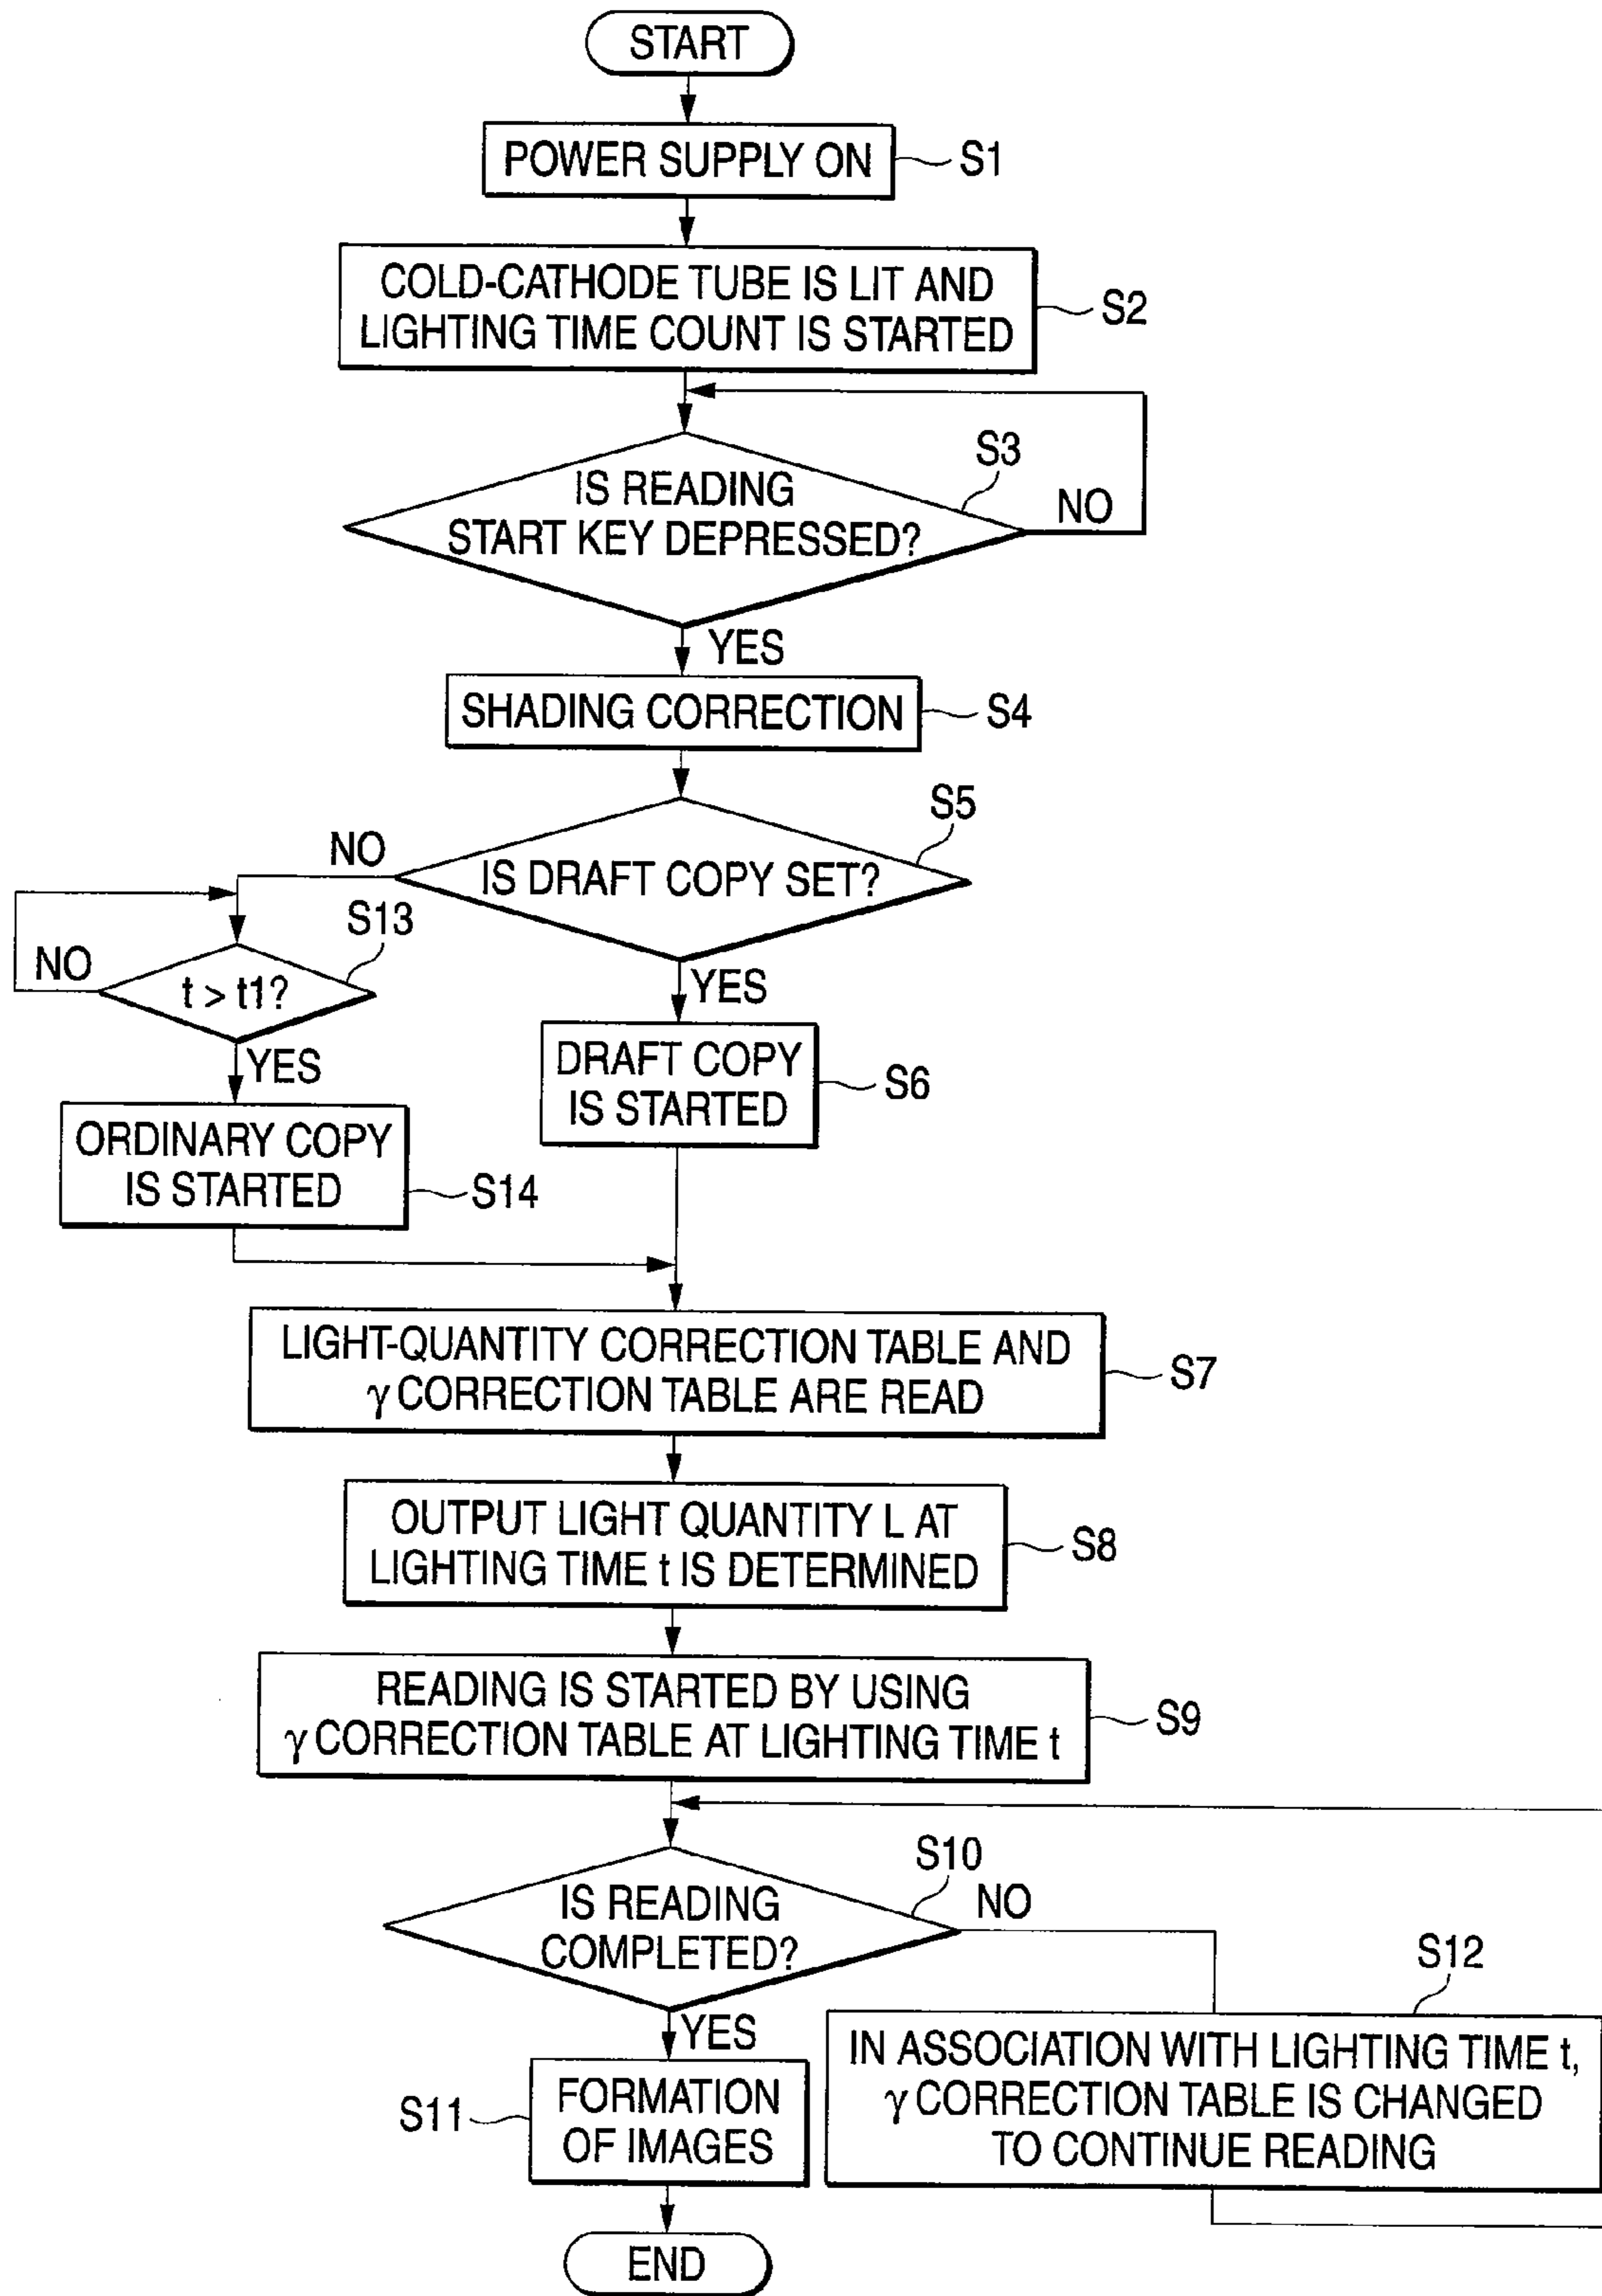 START
POWER SUPPLY ON
S1
COLD-CATHODE TUBE IS LIT AND
LIGHTING TIME COUNT IS STARTED
S2
S3
IS READING
START KEY DEPRESSED?
NO
YES
SHADING CORRECTION
S4
S5
NO
IS DRAFT COPY SET?
S13
NO
t > t1?
YES
YES
DRAFT COPY
IS STARTED
S6
ORDINARY COPY
IS STARTED
S14
LIGHT-QUANTITY CORRECTION TABLE AND
γ CORRECTION TABLE ARE READ
S7
OUTPUT LIGHT QUANTITY L AT
LIGHTING TIME t IS DETERMINED
S8
READING IS STARTED BY USING
γ CORRECTION TABLE AT LIGHTING TIME t
S9
S10
IS READING
COMPLETED?
NO
S12
YES
IN ASSOCIATION WITH LIGHTING TIME t,
γ CORRECTION TABLE IS CHANGED
TO CONTINUE READING
S11
FORMATION
OF IMAGES
END